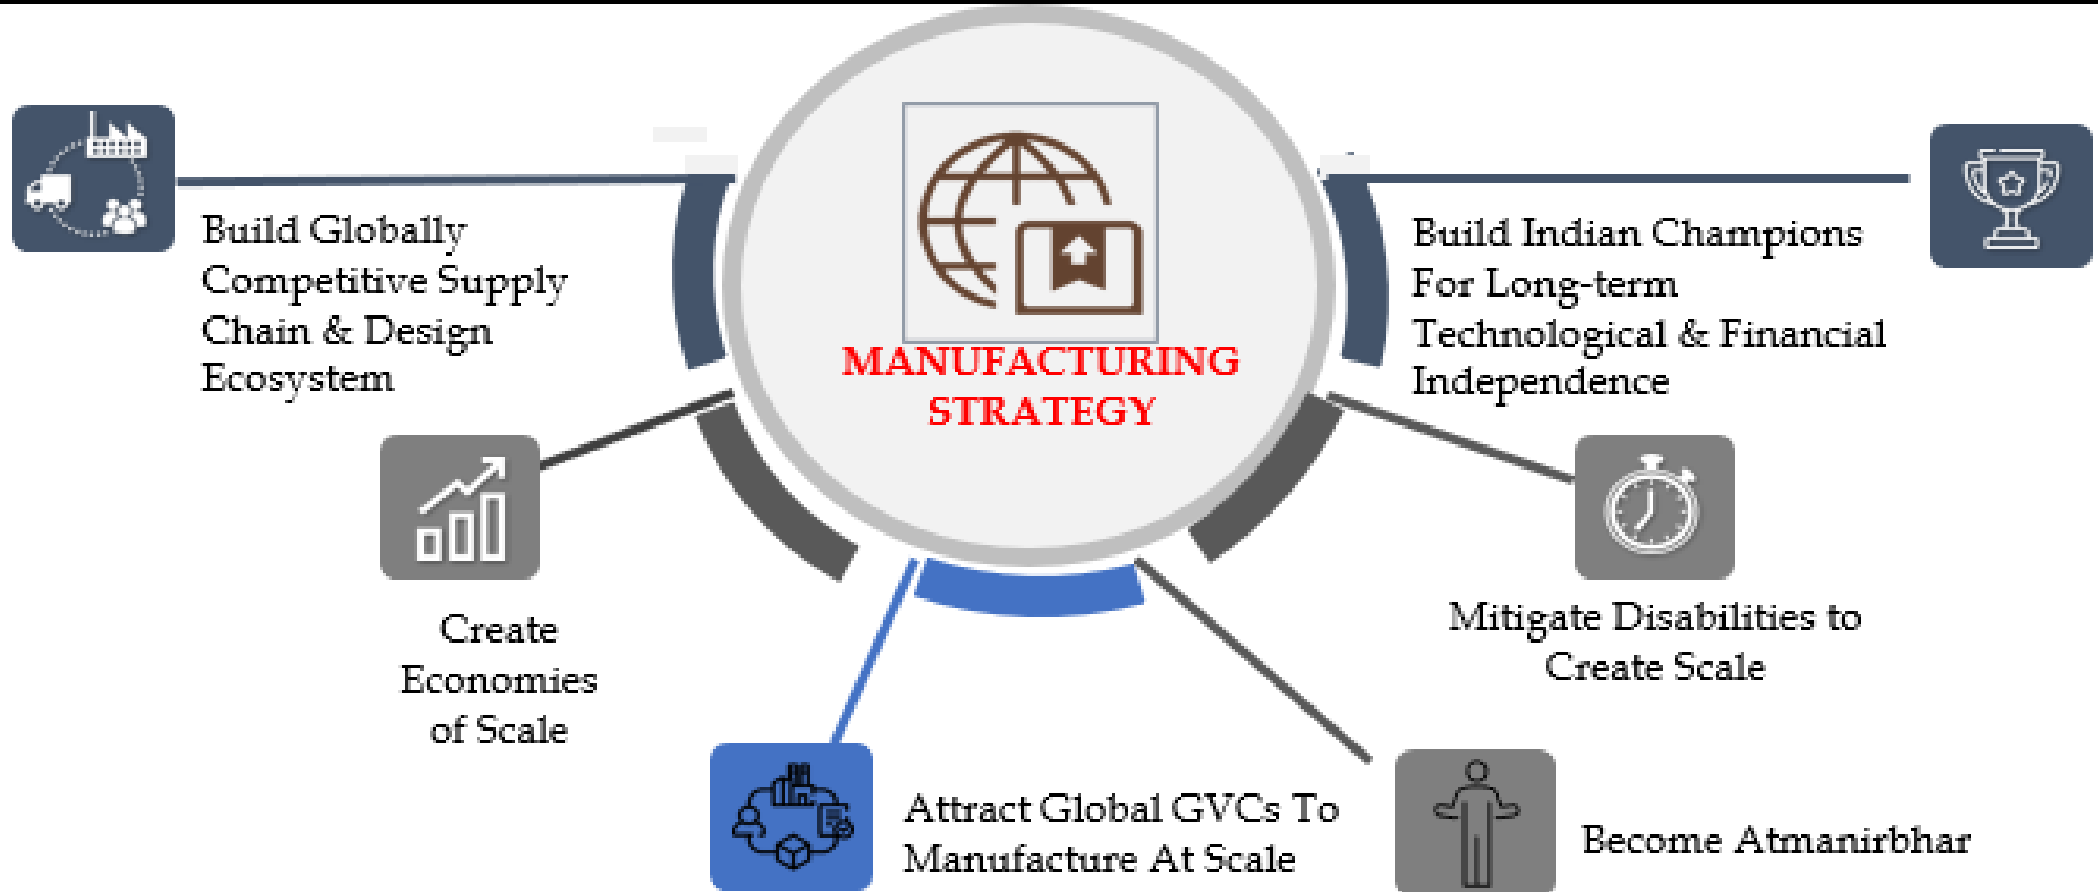 MANUFACTURING
STRATEGY
Build Globally
Competitive Supply
Chain & Design
Ecosystem
Create
Economies
of Scale
Attract Global GVCs To
Manufacture At Scale
Become Atmanirbhar
Mitigate Disabilities to
Create Scale
Build Indian Champions
For Long-term
Technological & Financial
Independence